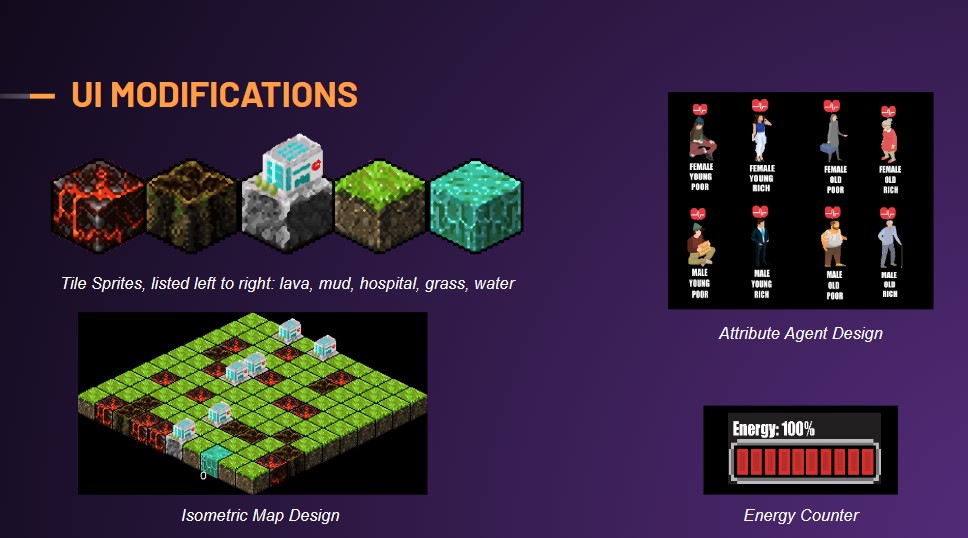 UI MODIFICATIONS
Tile Sprites, listed left to right: lava, mud, hospital, grass, water
0
Isometric Map Design
FEMALE
YOUNG
POOR
FEMALE
YOUNG
RICH
FEMALE
OLD
POOR
FEMALE
OLD
RICH
MALE
YOUNG
POOR
MALE
YOUNG
RICH
MALE
OLD
POOR
MALE
OLD
RICH
Attribute Agent Design
Energy: 100%
Energy Counter